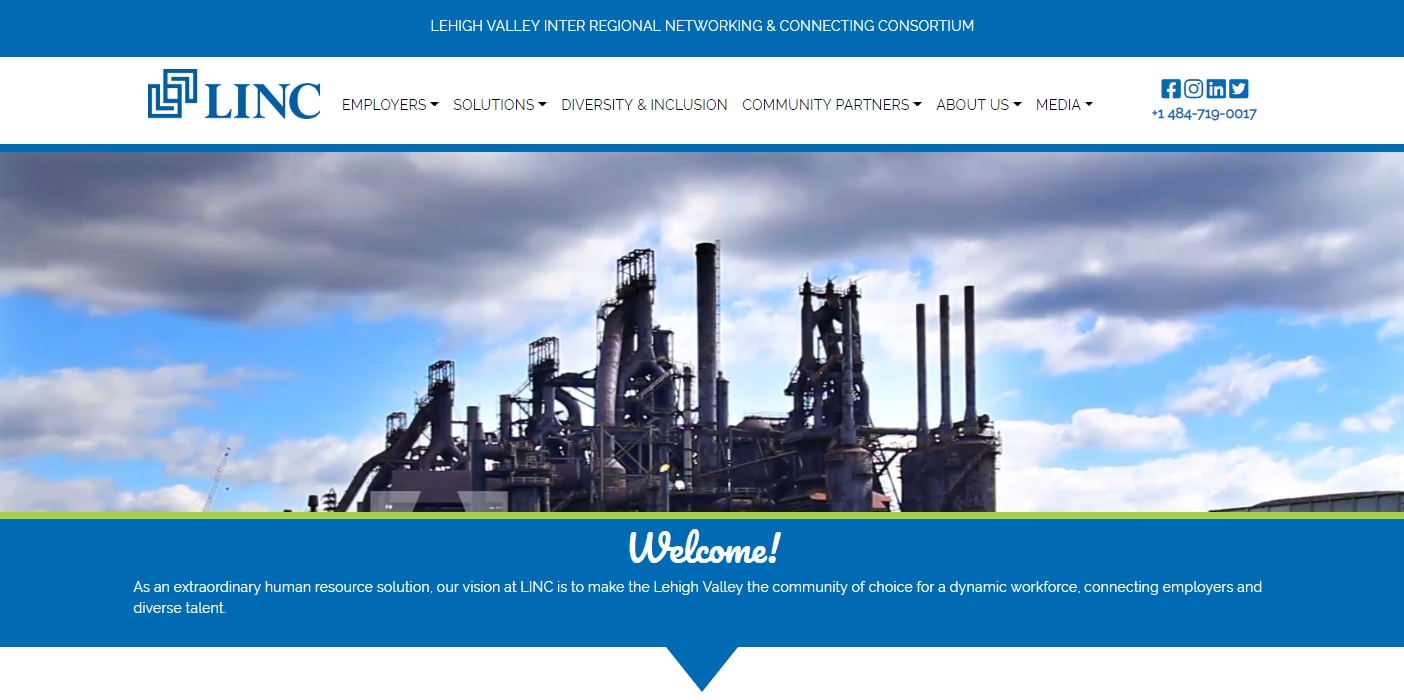 LEHIGH VALLEY INTER REGIONAL NETWORKING & CONNECTING CONSORTIUM
LINC
EMPLOYERS SOLUTIONS DIVERSITY & INCLUSION COMMUNITY PARTNERS ABOUT US MEDIA
+1 484-719-0017
Welcome!
As an extraordinary human resource solution, our vision at LINC is to make the Lehigh Valley the community of choice for a dynamic workforce, connecting employers and
diverse talent.